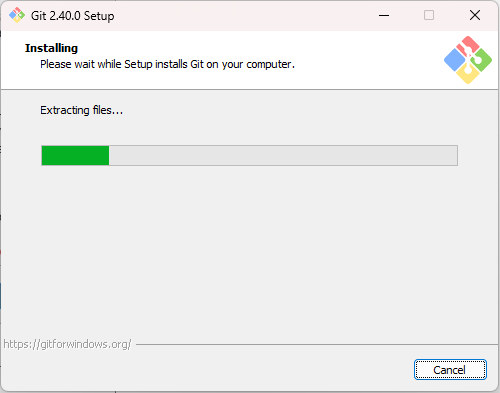 Git 2.40.0 Setup
Installing
Please wait while Setup installs Git on your computer.
Extracting files...
https://gitforwindows.org/
Cancel